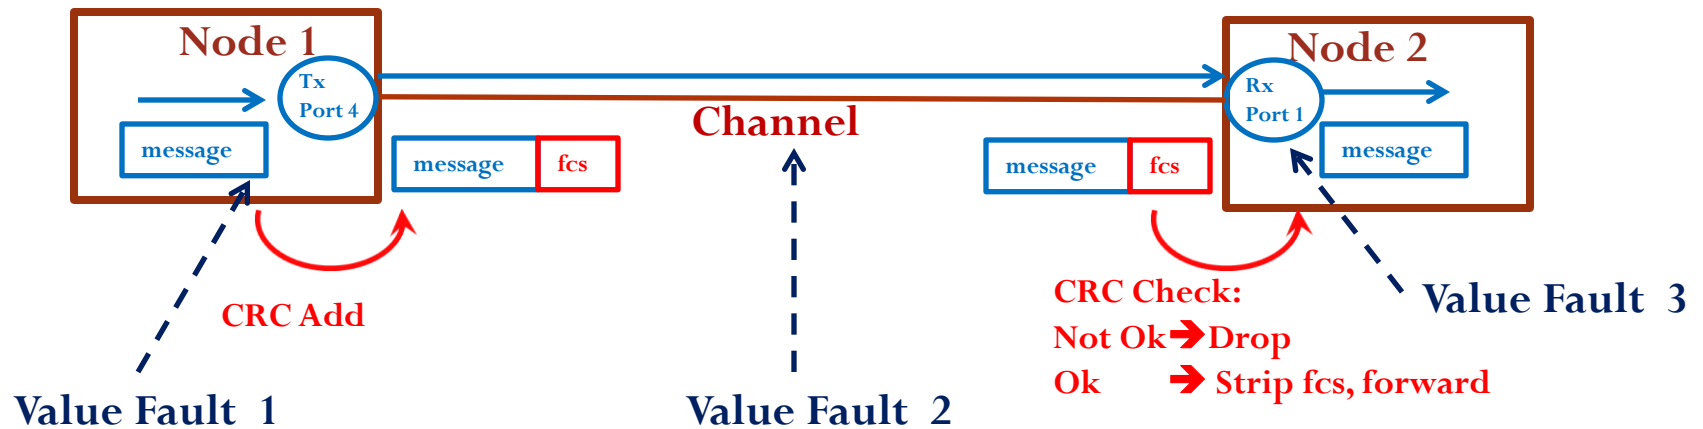 Node 1
Node 2
Tx
Port 4
Rx
Port 1
Channel
message
message fcs
message fcs
message
CRC Add
CRC Check:
Not Ok ➔ Drop
Ok ➔ Strip fcs, forward
Value Fault 1
Value Fault 2
Value Fault 3